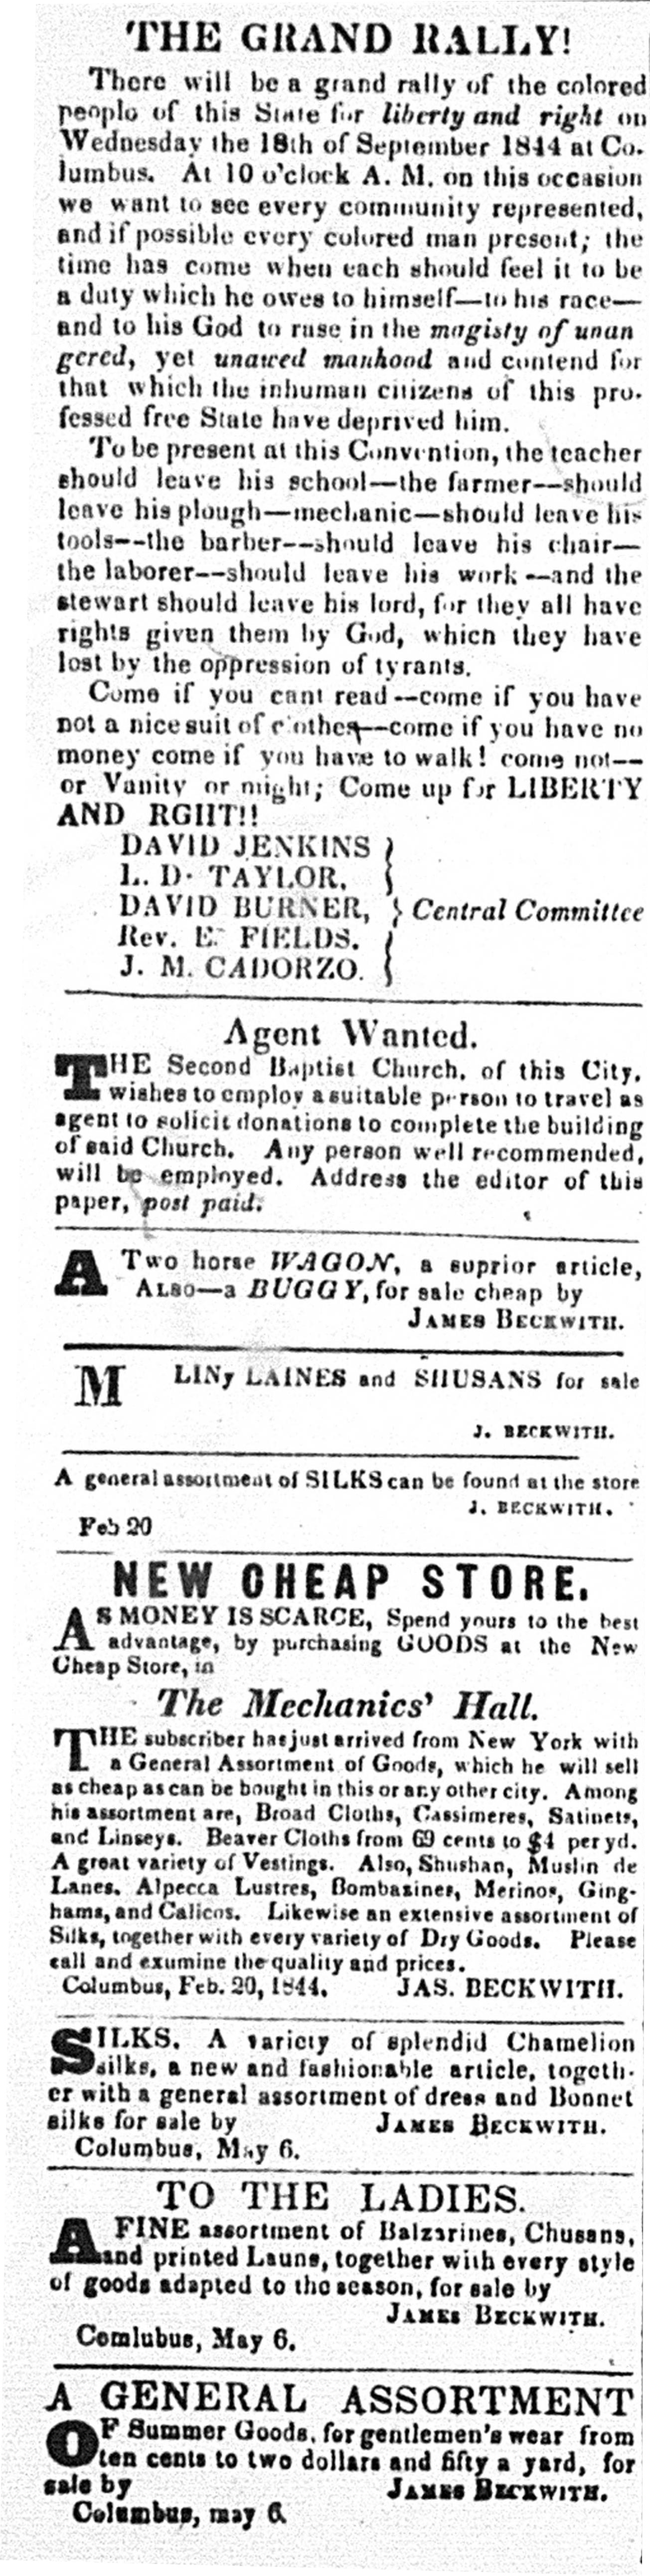 THE GRAND RALLY!
There will be a grand rally of the colored
people of this State for liberty and right on
Wednesday the 18th of September 1844 at Co-
lumbus. At 10 o'clock A. M. on this occasion
we want to see every community represented,
and if possible every colored man present; the
time has come when each should feel it to be
a duty which he owes to himself—to his race—
and to his God to rase in the magisty of unan
gered, yet unawed manhood and contend for
that which the inhuman citizens of this pro-
fessed free State have deprived him.
To be present at this Convention, the teacher
should leave his school—the farmer—should
leave his plough—mechanic—should leave his
tools--the barber--should leave his chair—
the laborer--should leave his work—and the
stewart should leave his lord, for they all have
rights given them by God, which they have
lost by the oppression of tyrants.
Come if you cant read—come if you have
not a nice suit of clothes—come if you have no
money come if you have to walk! come not—
or Vanity or might; Come up for LIBERTY
AND RGHT!!
DAVID JENKINS
L. D. TAYLOR,
DAVID BURNER, } Central Committee
Rev. E. FIELDS.
J. M. CADORZO.
Agent Wanted.
THE Second Baptist Church, of this City,
wishes to employ a suitable person to travel as
agent to solicit donations to complete the building
of said Church. Any person well recommended,
will be employed. Address the editor of this
paper, post paid.
A Two horse WAGON, a suprior article,
ALSO—a BUGGY, for sale cheap by
JAMES BECKWITH.
M LINy LAINES and SHUSANS for sale
J. BECKWITH.
A general assortment of SILKS can be found at the store
J. BECKWITH.
Feb 20
NEW CHEAP STORE.
AS MONEY IS SCARCE, Spend yours to the best
advantage, by purchasing GOODS at the New
Cheap Store, in
The Mechanics' Hall.
THE subscriber has just arrived from New York with
a General Assortment of Goods, which he will sell
as cheap as can be bought in this or any other city. Among
his assortment are, Broad Cloths, Cassimeres, Satinets,
and Linseys. Beaver Cloths from 69 cents to $4 per yd.
A great variety of Vestings. Also, Shushan, Muslin de
Lanes, Alpecca Lustres, Bombasines, Merinos, Ging-
hams, and Calicos. Likewise an extensive assortment of
Silks, together with every variety of Dry Goods. Please
call and examine the quality and prices.
Columbus, Feb. 20, 1844. JAS. BECKWITH.
SILKS. A variety of splendid Chamelion
silks, a new and fashionable article, togeth-
er with a general assortment of dress and Bonnet
silks for sale by JAMES BECKWITH.
Columbus, May 6.
TO THE LADIES.
A FINE assortment of Balzarines, Chusans,
and printed Launs, together with every style
of goods adapted to the season, for sale by
JAMES BECKWITH.
Comlubus, May 6.
A GENERAL ASSORTMENT
OF Summer Goods, for gentlemen's wear from
ten cents to two dollars and fifty a yard, for
sale by JAMES BECKWITH.
Columbus, may 6.